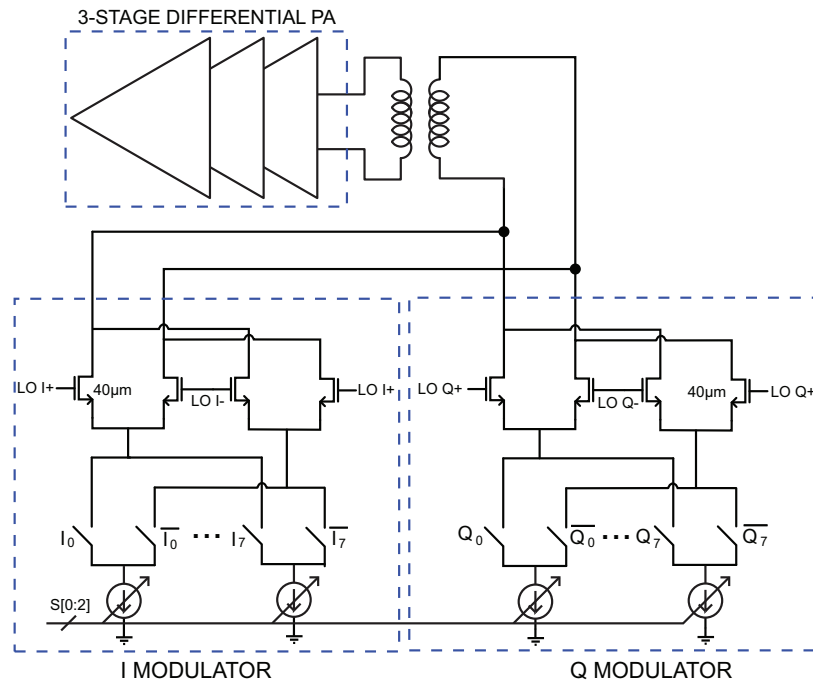 3-STAGE DIFFERENTIAL PA
LO I+ 40µm LO I- LO I+
LO Q+ LO Q- 40µm LO Q+
I0 I̅0̅ ••• I7 I̅7̅
Q0 Q̅0̅ ••• Q7 Q̅7̅
S[0:2]
I MODULATOR
Q MODULATOR